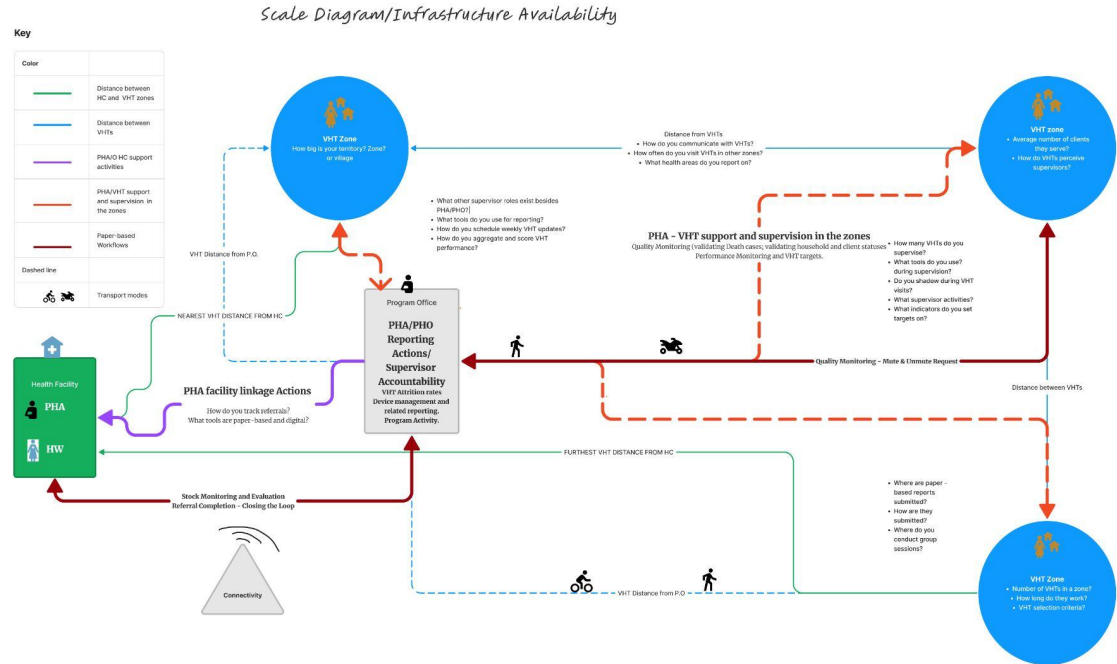 Scale Diagram/Infrastructure Availability
Key
Color
Distance between
HC and VHT zones
Distance between
VHTs
PHA/O HC support
activities
PHA/VHT support
and supervision in
the zones
Paper-based
Workflows
Dashed line
Transport modes
VHT Zone
How big is your territory? Zone?
or village
Distance from VHTs
• How do you communicate with VHTs?
• How often do you visit VHTs in other zones?
• What health areas do you report on?
VHT zone
• Average number of clients
they serve?
• How do VHTs perceive
supervisors?
• What other supervisor roles exist besides
PHA/PHO?
• What tools do you use for reporting?
• How do you schedule weekly VHT updates?
• How do you aggregate and score VHT
performance?
PHA - VHT support and supervision in the zones
Quality Monitoring (validating Death cases; validating household and client statuses
Performance Monitoring and VHT targets.
• How many VHTs do you
supervise?
• What tools do you use?
during supervision?
• Do you shadow during VHT
visits?
• What supervisor activities?
• What indicators do you set
targets on?
VHT Distance from P.O.
NEAREST VHT DISTANCE FROM HC
Program Office
PHA/PHO
Reporting
Actions/
Supervisor
Accountability
VHT Attrition rates
Device management and
related reporting.
Program Activity.
Quality Monitoring - Mute & Unmute Request
Distance between VHTs
Health Facility
PHA
HW
PHA facility linkage Actions
How do you track referrals?
What tools are paper-based and digital?
FURTHEST VHT DISTANCE FROM HC
Stock Monitoring and Evaluation
Referral Completion - Closing the Loop
• Where are paper -
based reports
submitted?
• How are they
submitted?
• Where do you
conduct group
sessions?
Connectivity
VHT Distance from P.O
VHT Zone
• Number of VHTs in a zone?
• How long do they work?
• VHT selection criteria?